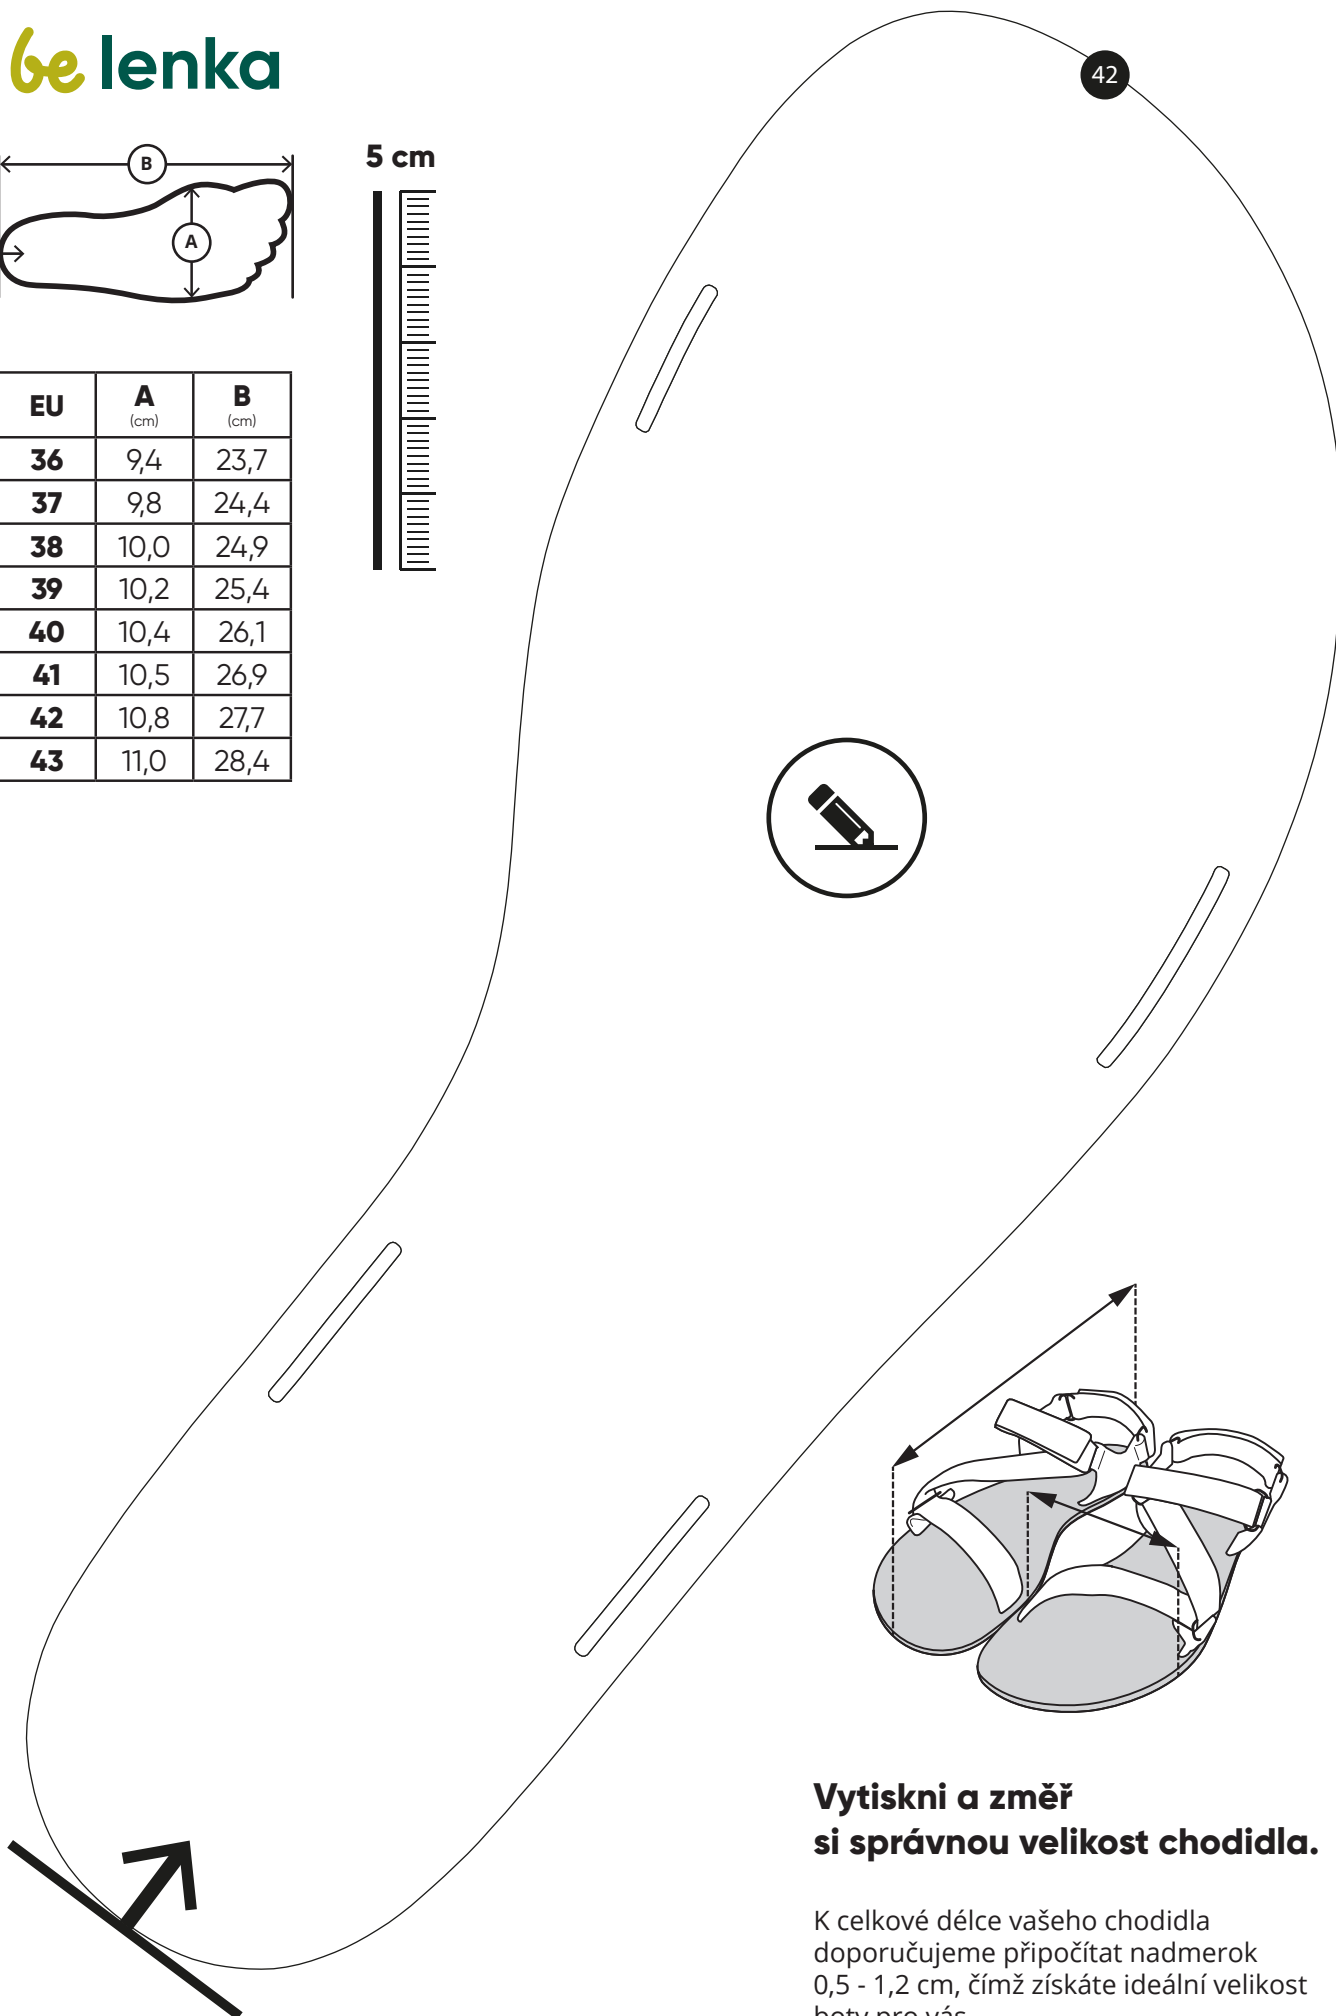 be lenka
42
B
A
5 cm
EU A (cm) B (cm)
36 9,4 23,7
37 9,8 24,4
38 10,0 24,9
39 10,2 25,4
40 10,4 26,1
41 10,5 26,9
42 10,8 27,7
43 11,0 28,4
Vytiskni a změř
si správnou velikost chodidla.
K celkové délce vašeho chodidla
doporučujeme připočítat nadmerok
0,5 - 1,2 cm, čímž získáte ideální velikost
boty pro vás.